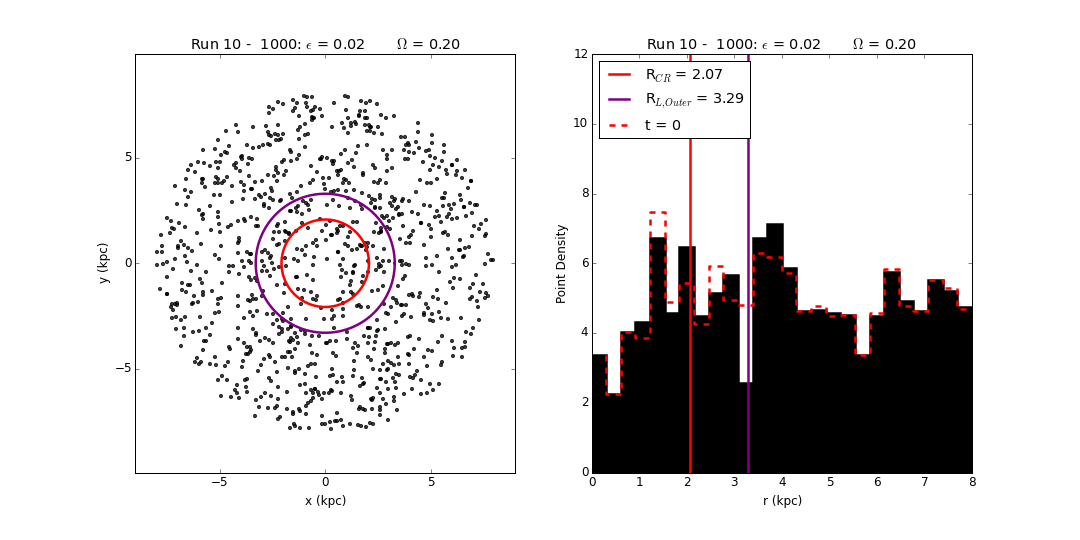 Run 10 -  1000: ϵ = 0.02 Ω = 0.20
5
0
−5
y (kpc)
−5 0 5
x (kpc)
Run 10 -  1000: ϵ = 0.02 Ω = 0.20
R_CR = 2.07
R_L,Outer = 3.29
t = 0
12
10
8
6
4
2
0
Point Density
0 1 2 3 4 5 6 7 8
r (kpc)